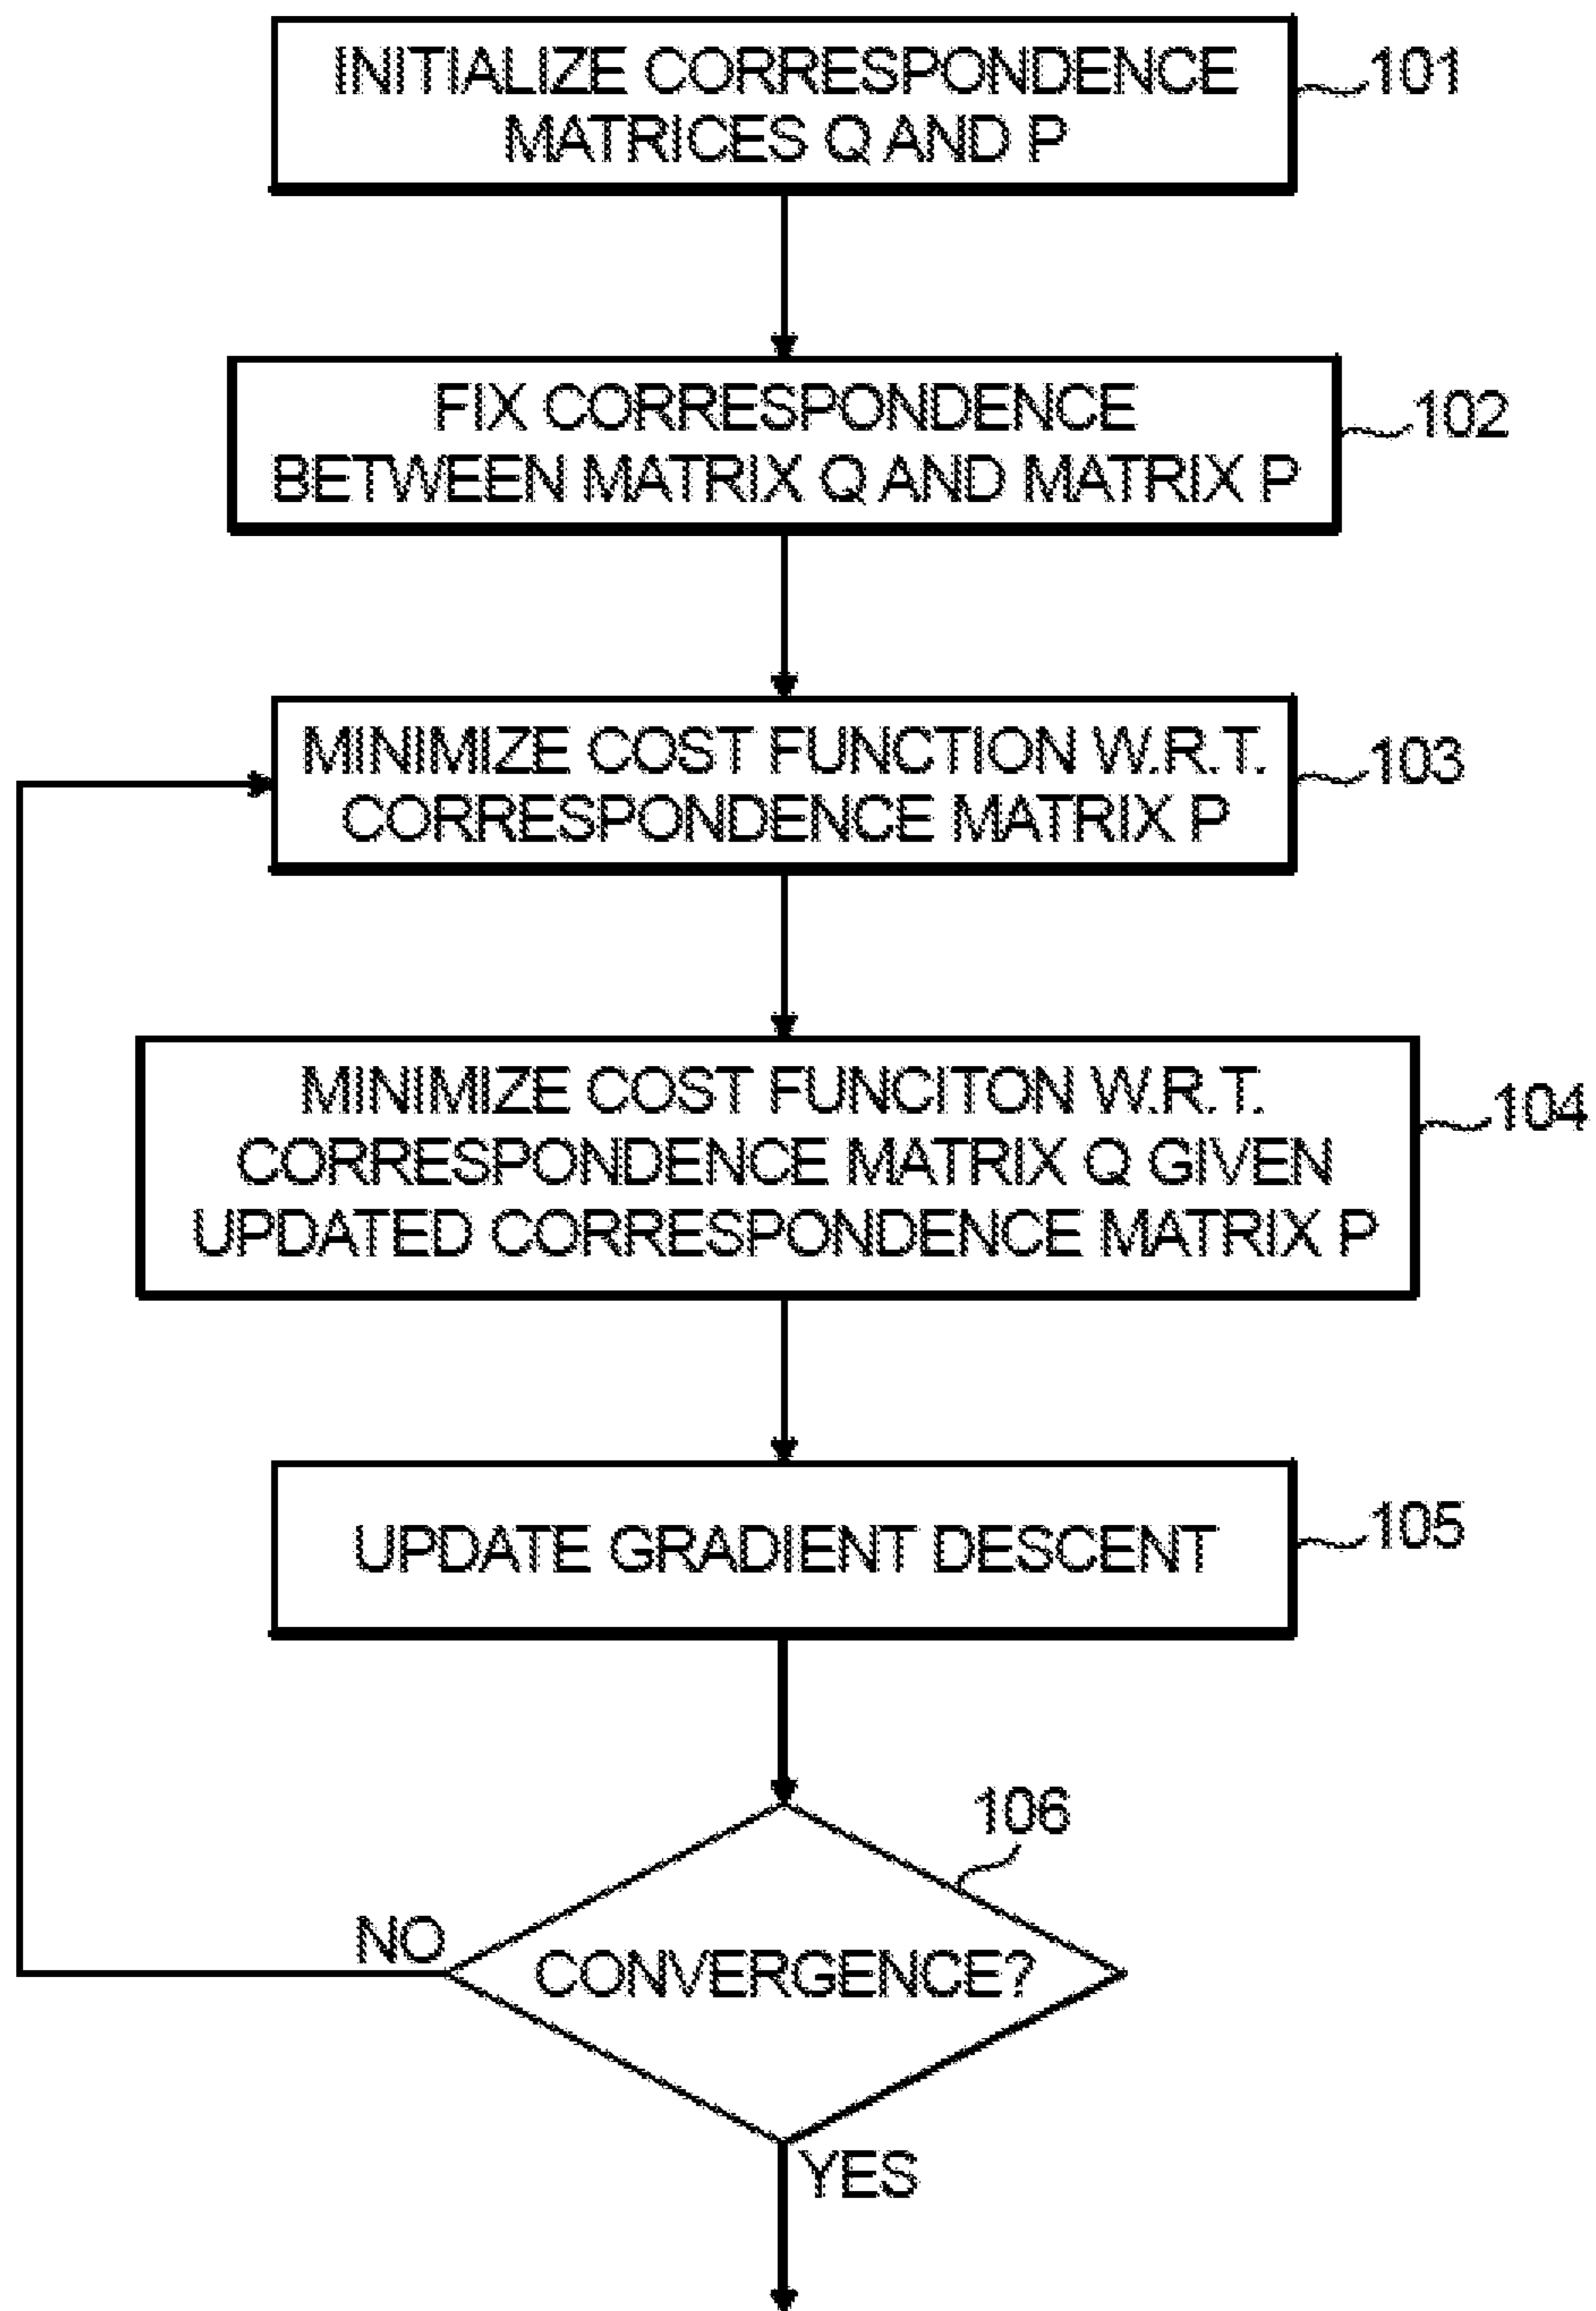 INITIALIZE CORRESPONDENCE
MATRICES Q AND P
101
FIX CORRESPONDENCE
BETWEEN MATRIX Q AND MATRIX P
102
MINIMIZE COST FUNCTION W.R.T.
CORRESPONDENCE MATRIX P
103
MINIMIZE COST FUNCITON W.R.T.
CORRESPONDENCE MATRIX Q GIVEN
UPDATED CORRESPONDENCE MATRIX P
104
UPDATE GRADIENT DESCENT
105
106
NO
CONVERGENCE?
YES